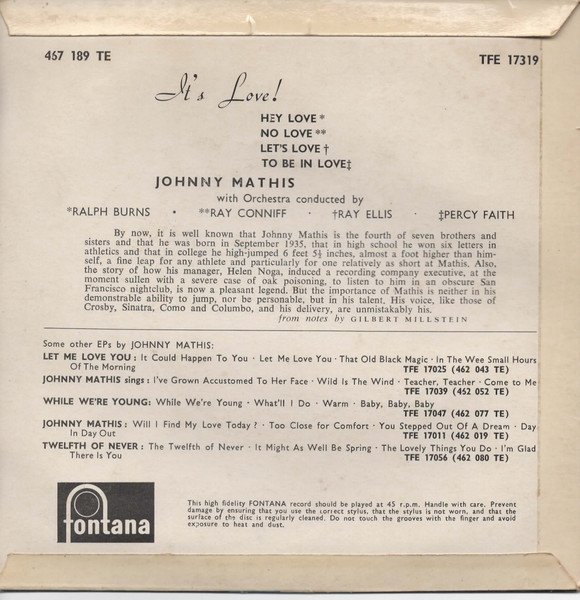 467 189 TE
TFE 17319
It's Love!
HEY LOVE *
NO LOVE **
LET'S LOVE †
TO BE IN LOVE‡
JOHNNY MATHIS
with Orchestra conducted by
*RALPH BURNS • **RAY CONNIFF · †RAY ELLIS · ‡PERCY FAITH
By now, it is well known that Johnny Mathis is the fourth of seven brothers and
sisters and that he was born in September 1935, that in high school he won six letters in
athletics and that in college he high-jumped 6 feet 5½ inches, almost a foot higher than him-
self, a fine leap for any athlete and particularly for one relatively as short at Mathis. Also,
the story of how his manager, Helen Noga, induced a recording company executive, at the
moment sullen with a severe case of oak poisoning, to listen to him in an obscure San
Francisco nightclub, is now a pleasant legend. But the importance of Mathis is neither in his
demonstrable ability to jump, nor be personable, but in his talent. His voice, like those of
Crosby, Sinatra, Como and Columbo, and his delivery, are unmistakably his.
from notes by GILBERT MILLSTEIN
Some other EPs by JOHNNY MATHIS:
LET ME LOVE YOU : It Could Happen To You · Let Me Love You · That Old Black Magic · In The Wee Small Hours
Of The Morning TFE 17025 (462 043 TE)
JOHNNY MATHIS sings : I've Grown Accustomed To Her Face · Wild Is The Wind · Teacher, Teacher · Come to Me
TFE 17039 (462 052 TE)
WHILE WE'RE YOUNG: While We're Young · What'll I Do · Warm · Baby, Baby, Baby
TFE 17047 (462 077 TE)
JOHNNY MATHIS : Will I Find My Love Today ? · Too Close for Comfort · You Stepped Out Of A Dream · Day
In Day Out TFE 17011 (462 019 TE)
TWELFTH OF NEVER : The Twelfth of Never · It Might As Well Be Spring · The Lovely Things You Do · I'm Glad
There Is You TFE 17056 (462 080 TE)
fontana
This high fidelity FONTANA record should be played at 45 r.p.m. Handle with care. Prevent
damage by ensuring that you use the correct stylus, that the stylus is not worn, and that the
surface of the disc is regularly cleaned. Do not touch the grooves with the finger and avoid
exposure to heat and dust.